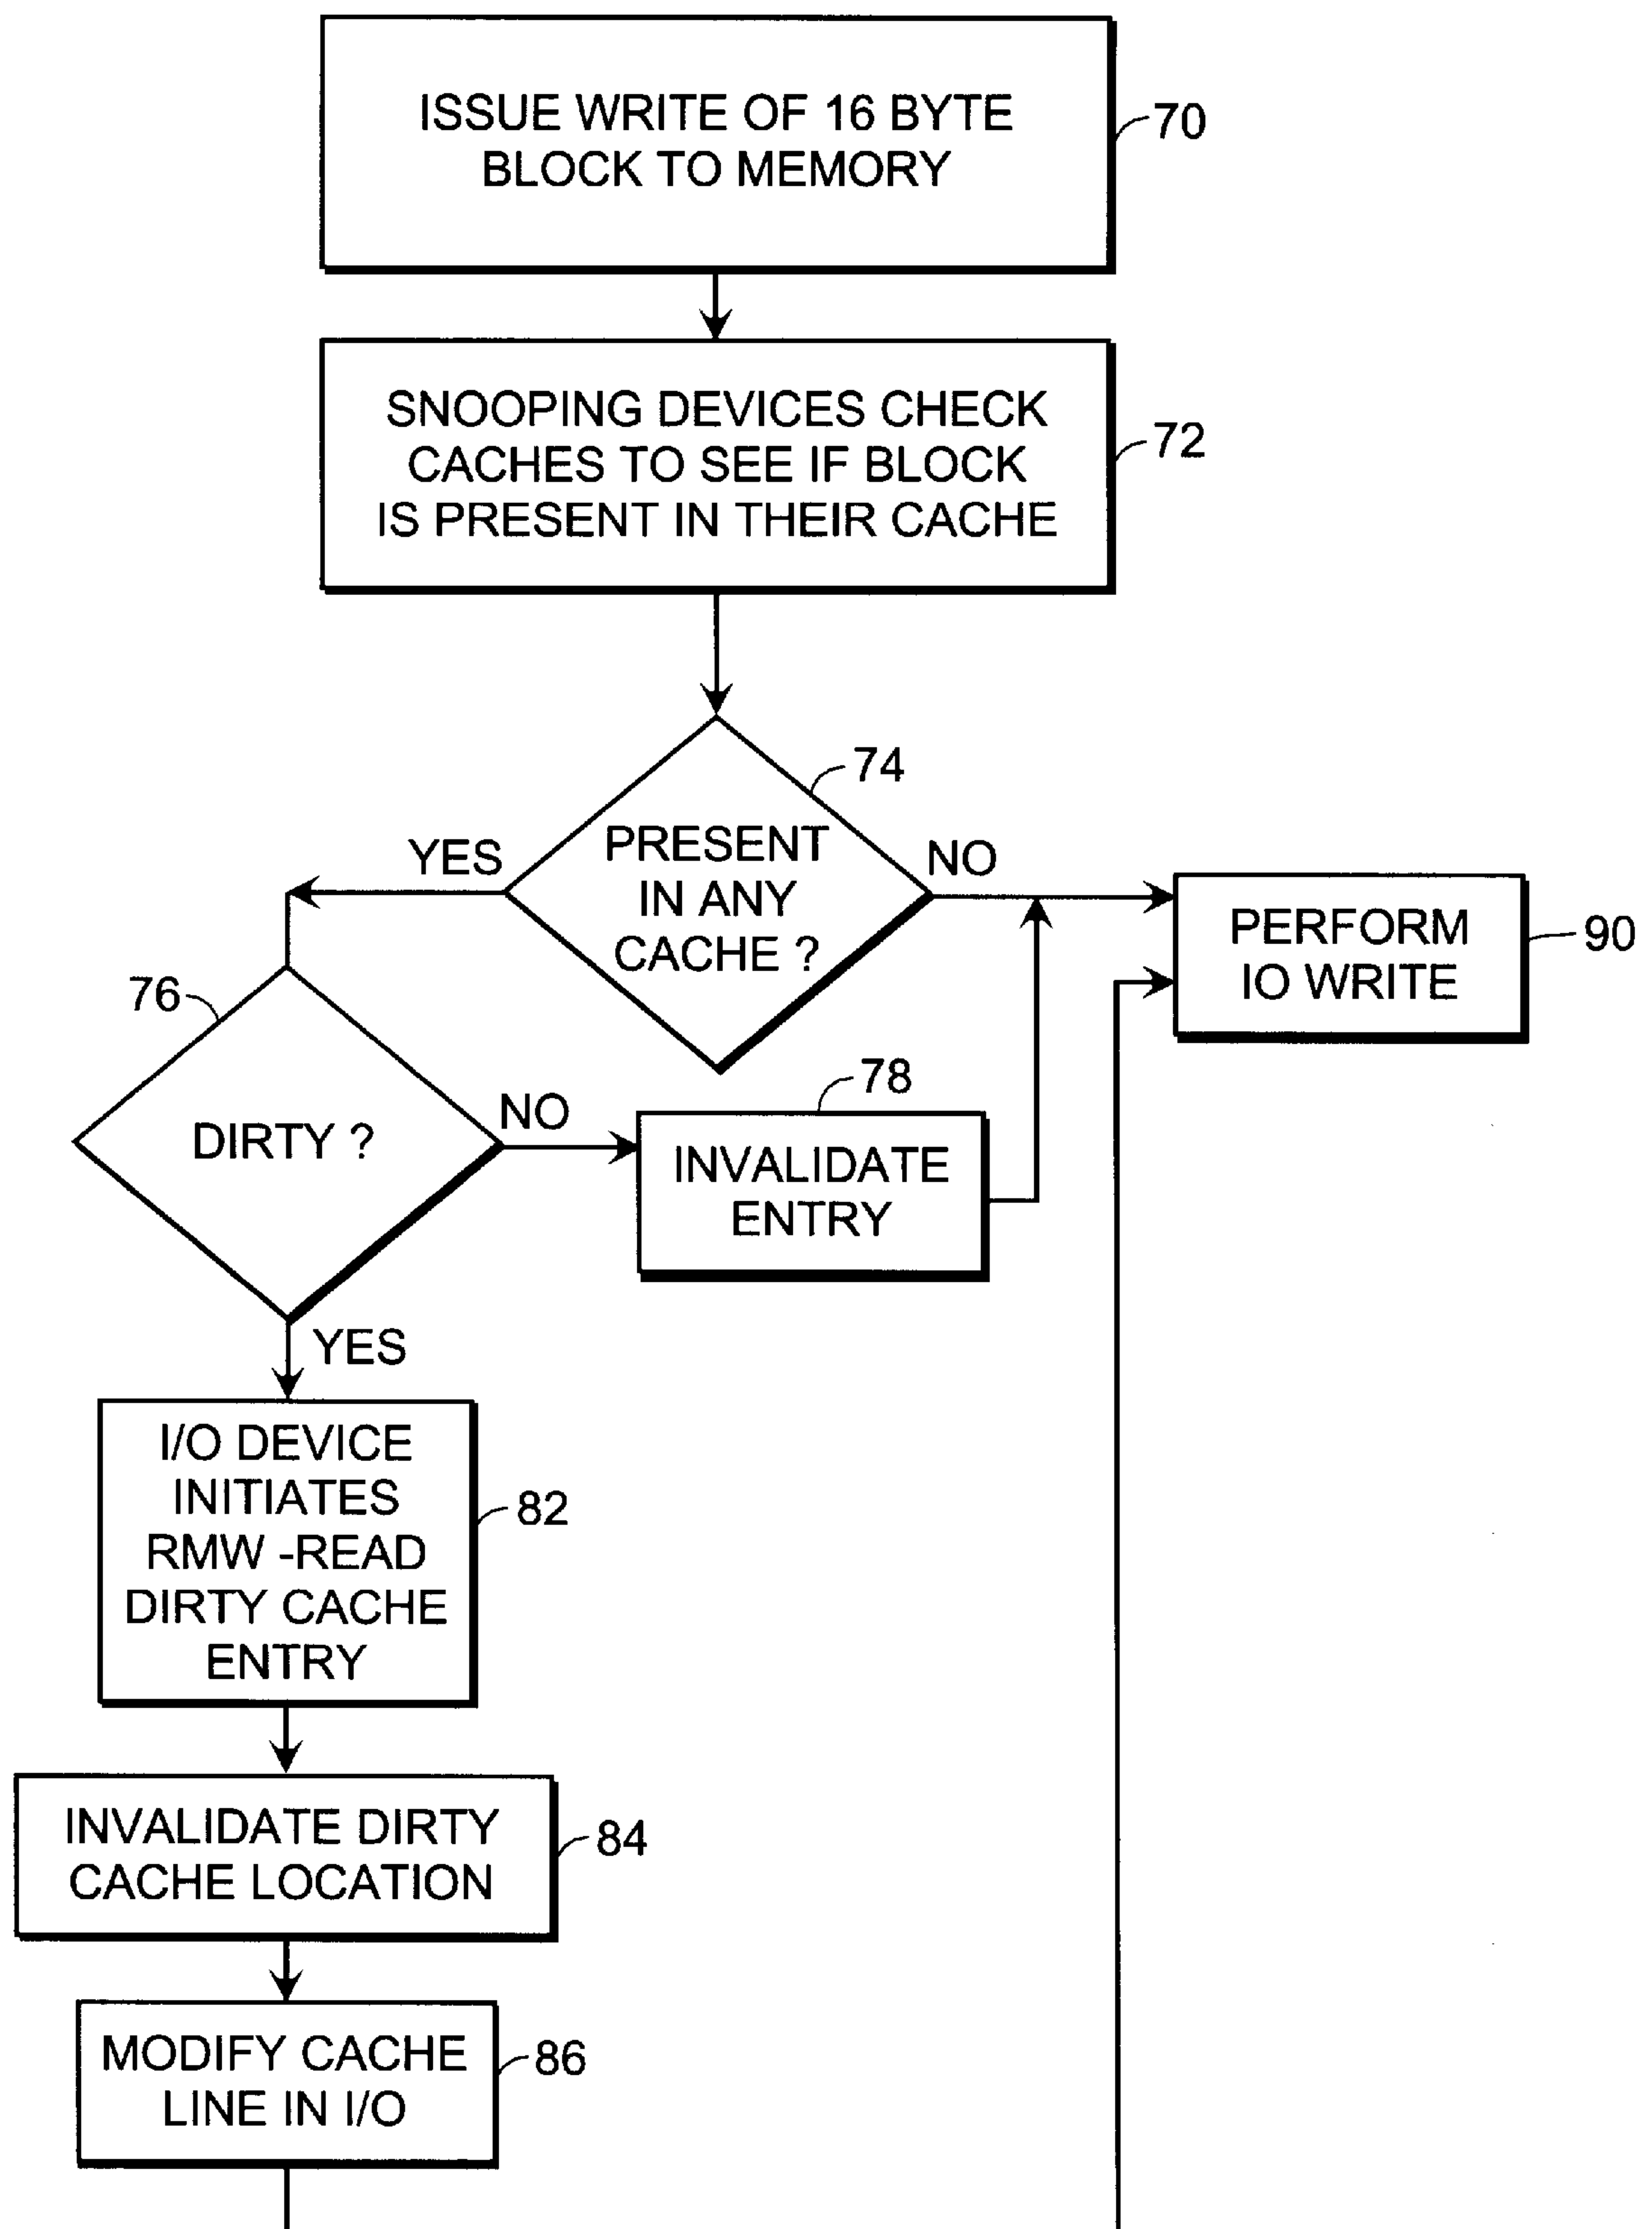 ISSUE WRITE OF 16 BYTE
BLOCK TO MEMORY
70
SNOOPING DEVICES CHECK
CACHES TO SEE IF BLOCK
IS PRESENT IN THEIR CACHE
72
74
PRESENT
IN ANY
CACHE ?
YES
NO
PERFORM
IO WRITE
90
76
DIRTY ?
NO
78
INVALIDATE
ENTRY
YES
I/O DEVICE
INITIATES
RMW -READ
DIRTY CACHE
ENTRY
82
INVALIDATE DIRTY
CACHE LOCATION
84
MODIFY CACHE
LINE IN I/O
86